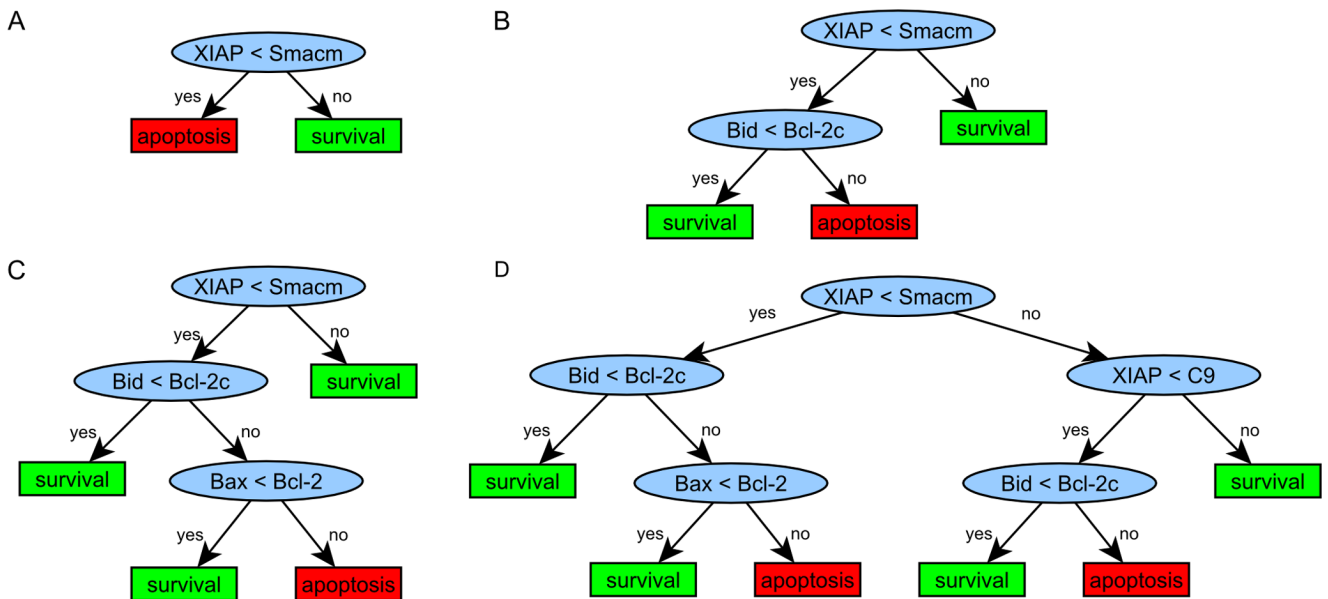 A
XIAP < Smacm
yes
no
apoptosis
survival
B
XIAP < Smacm
yes
no
Bid < Bcl-2c
survival
yes
no
survival
apoptosis
C
XIAP < Smacm
yes
no
Bid < Bcl-2c
survival
yes
no
survival
Bax < Bcl-2
yes
no
survival
apoptosis
D
XIAP < Smacm
yes
no
Bid < Bcl-2c
XIAP < C9
yes
no
yes
no
survival
Bax < Bcl-2
Bid < Bcl-2c
survival
yes
no
yes
no
survival
apoptosis
survival
apoptosis